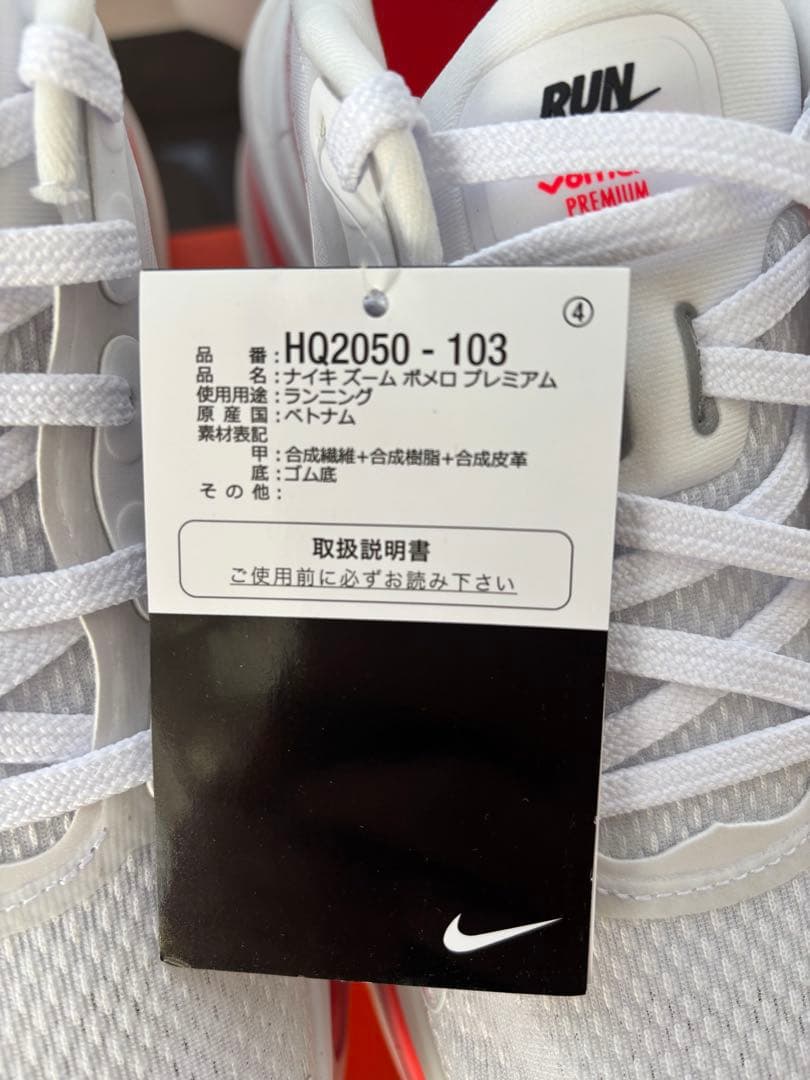 RUN
PREMIUM
④
品 番:HQ2050 - 103
品 名:ナイキ ズーム ボメロ プレミアム
使用用途:ランニング
原産国:ベトナム
素材表記
甲:合成繊維+合成樹脂+合成皮革
底:ゴム底
その他:
取扱説明書
ご使用前に必ずお読み下さい